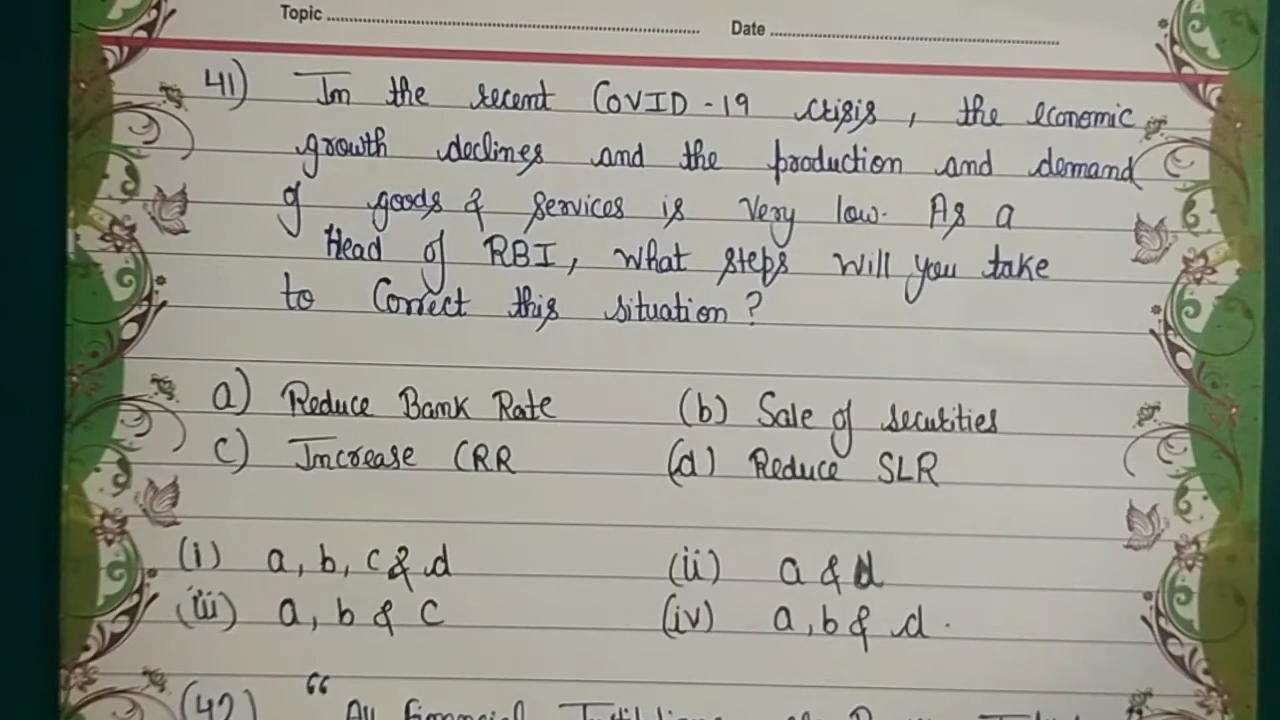 Topic ........ Date ........
41) In the recent COVID-19 crisis, the economic
growth declines and the production and demand
of goods & services is very low. As a
Head of RBI, what steps will you take
to correct this situation?
a) Reduce Bank Rate (b) Sale of securities
c) Increase CRR (d) Reduce SLR
(i) a, b, c & d (ii) a & d
(iii) a, b & c (iv) a, b & d.
(42) “ All Financial